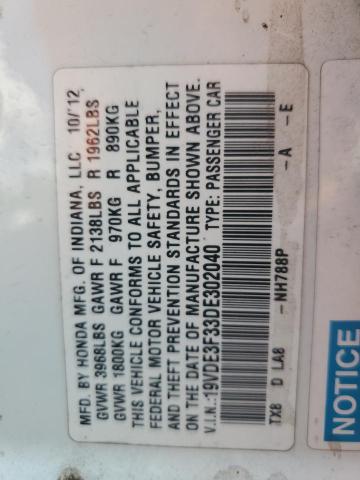 MFD. BY HONDA MFG. OF INDIANA, LLC 10/'12
GVWR 3968LBS GAWR F 2138LBS R 1962LBS
GVWR 1800KG GAWR F 970KG R 890KG
THIS VEHICLE CONFORMS TO ALL APPLICABLE
FEDERAL MOTOR VEHICLE SAFETY, BUMPER,
AND THEFT PREVENTION STANDARDS IN EFFECT
ON THE DATE OF MANUFACTURE SHOWN ABOVE.
V.I.N.:19VDE3F33DE302040 TYPE: PASSENGER CAR
TX8 D LA8 -NH788P -A -E
NOTICE